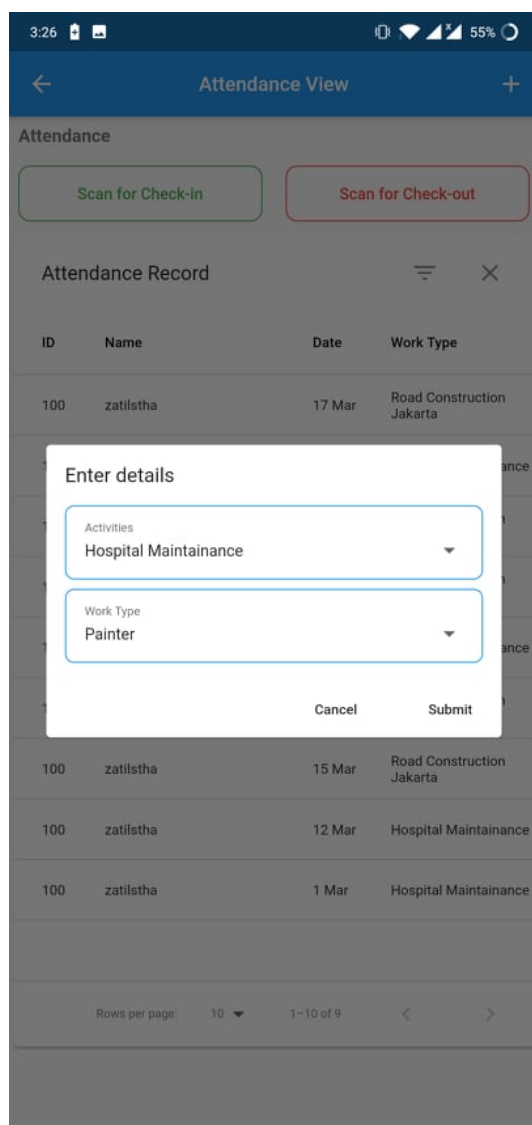 3:26
55%
Attendance View
Attendance
Scan for Check-in
Scan for Check-out
Attendance Record
ID Name Date Work Type
100 zatilstha 17 Mar Road Construction
Jakarta
Enter details
Activities
Hospital Maintainance
Work Type
Painter
Cancel Submit
100 zatilstha 15 Mar Road Construction
Jakarta
100 zatilstha 12 Mar Hospital Maintainance
100 zatilstha 1 Mar Hospital Maintainance
Rows per page: 10 1–10 of 9